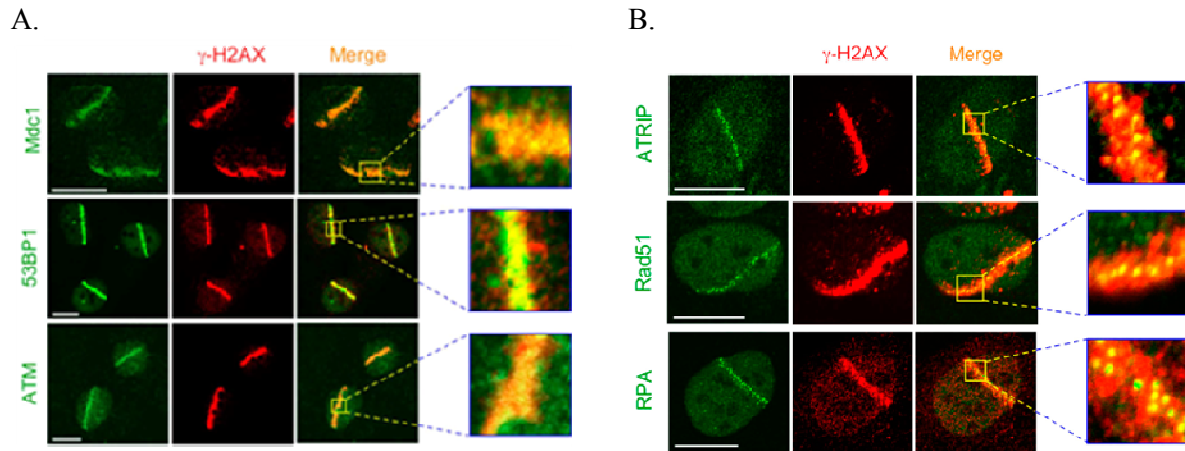 A.
γ-H2AX Merge
Mdc1
53BP1
ATM
B.
γ-H2AX Merge
ATRIP
Rad51
RPA